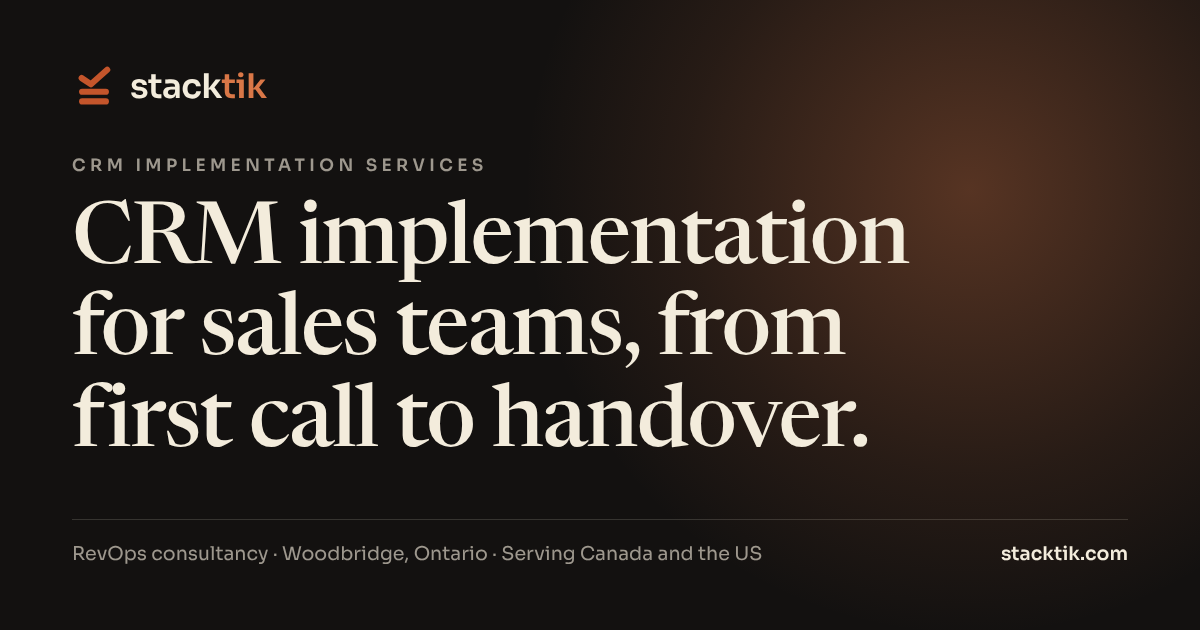 stacktik
CRM IMPLEMENTATION SERVICES
CRM implementation
for sales teams, from
first call to handover.
RevOps consultancy · Woodbridge, Ontario · Serving Canada and the US
stacktik.com